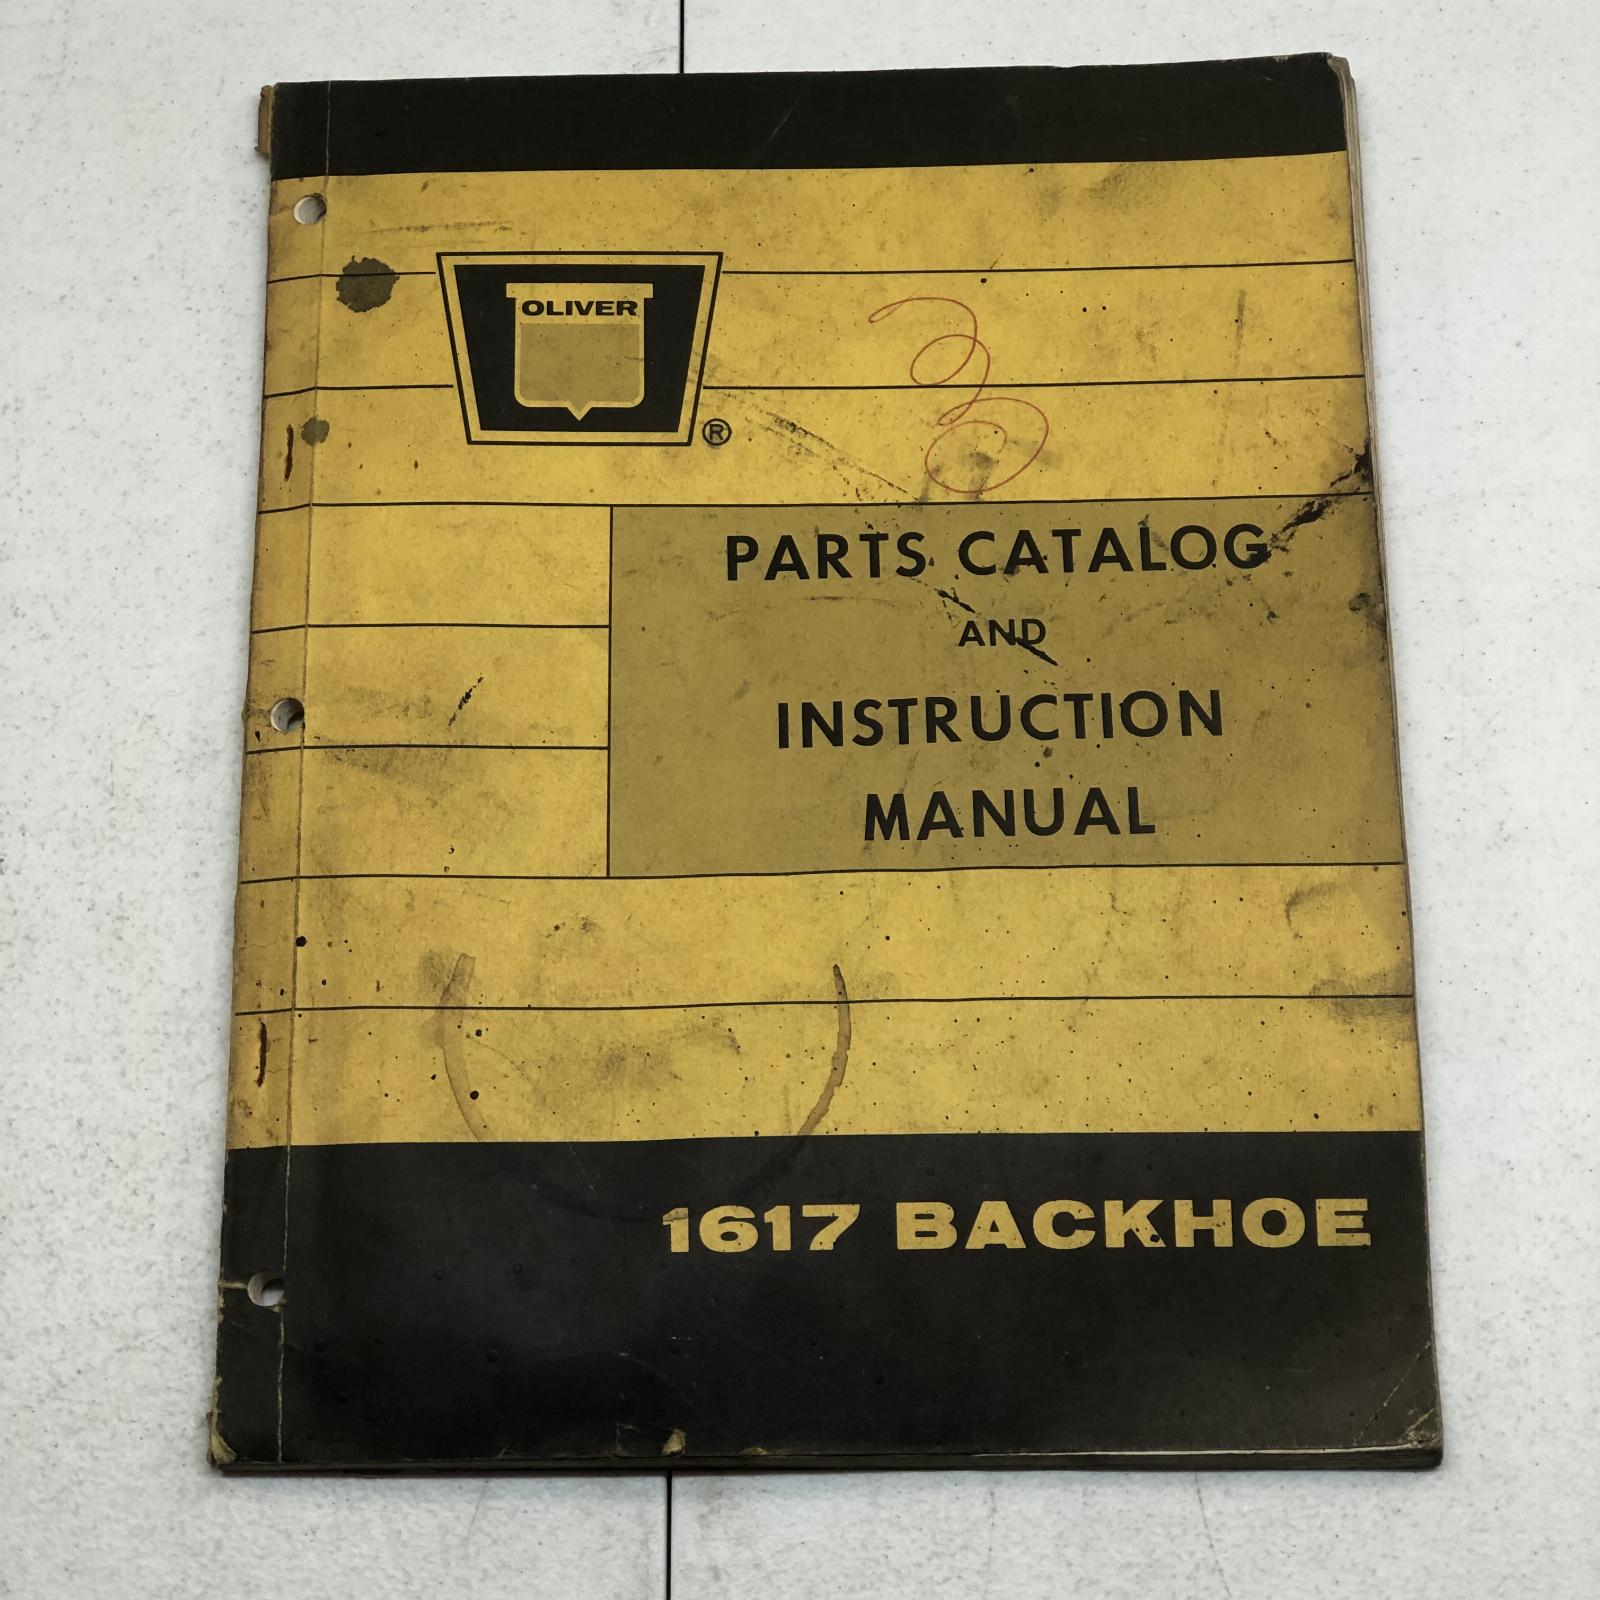 OLIVER
®
PARTS CATALOG
AND
INSTRUCTION
MANUAL
1617 BACKHOE